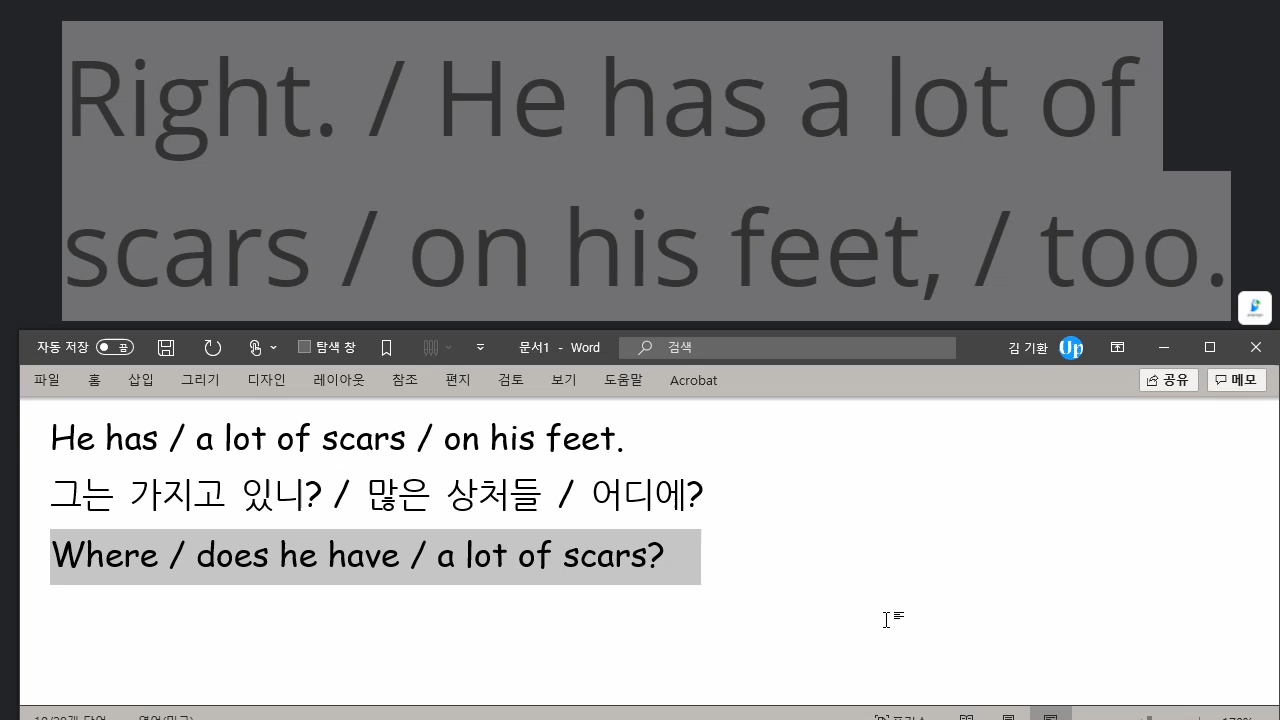 Right. / He has a lot of
scars / on his feet, / too.
자동 저장 끔 탐색 창 문서1 - Word 검색 김 기환 Up
파일 홈 삽입 그리기 디자인 레이아웃 참조 편지 검토 보기 도움말 Acrobat 공유 메모
He has / a lot of scars / on his feet.
그는 가지고 있니? / 많은 상처들 / 어디에?
Where / does he have / a lot of scars?